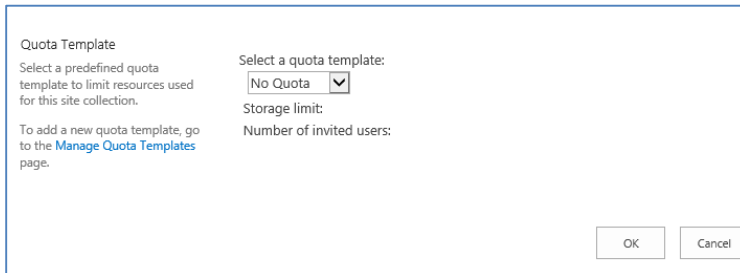 Quota Template
Select a predefined quota
template to limit resources used
for this site collection.
To add a new quota template, go
to the Manage Quota Templates
page.
Select a quota template:
No Quota
Storage limit:
Number of invited users:
OK
Cancel